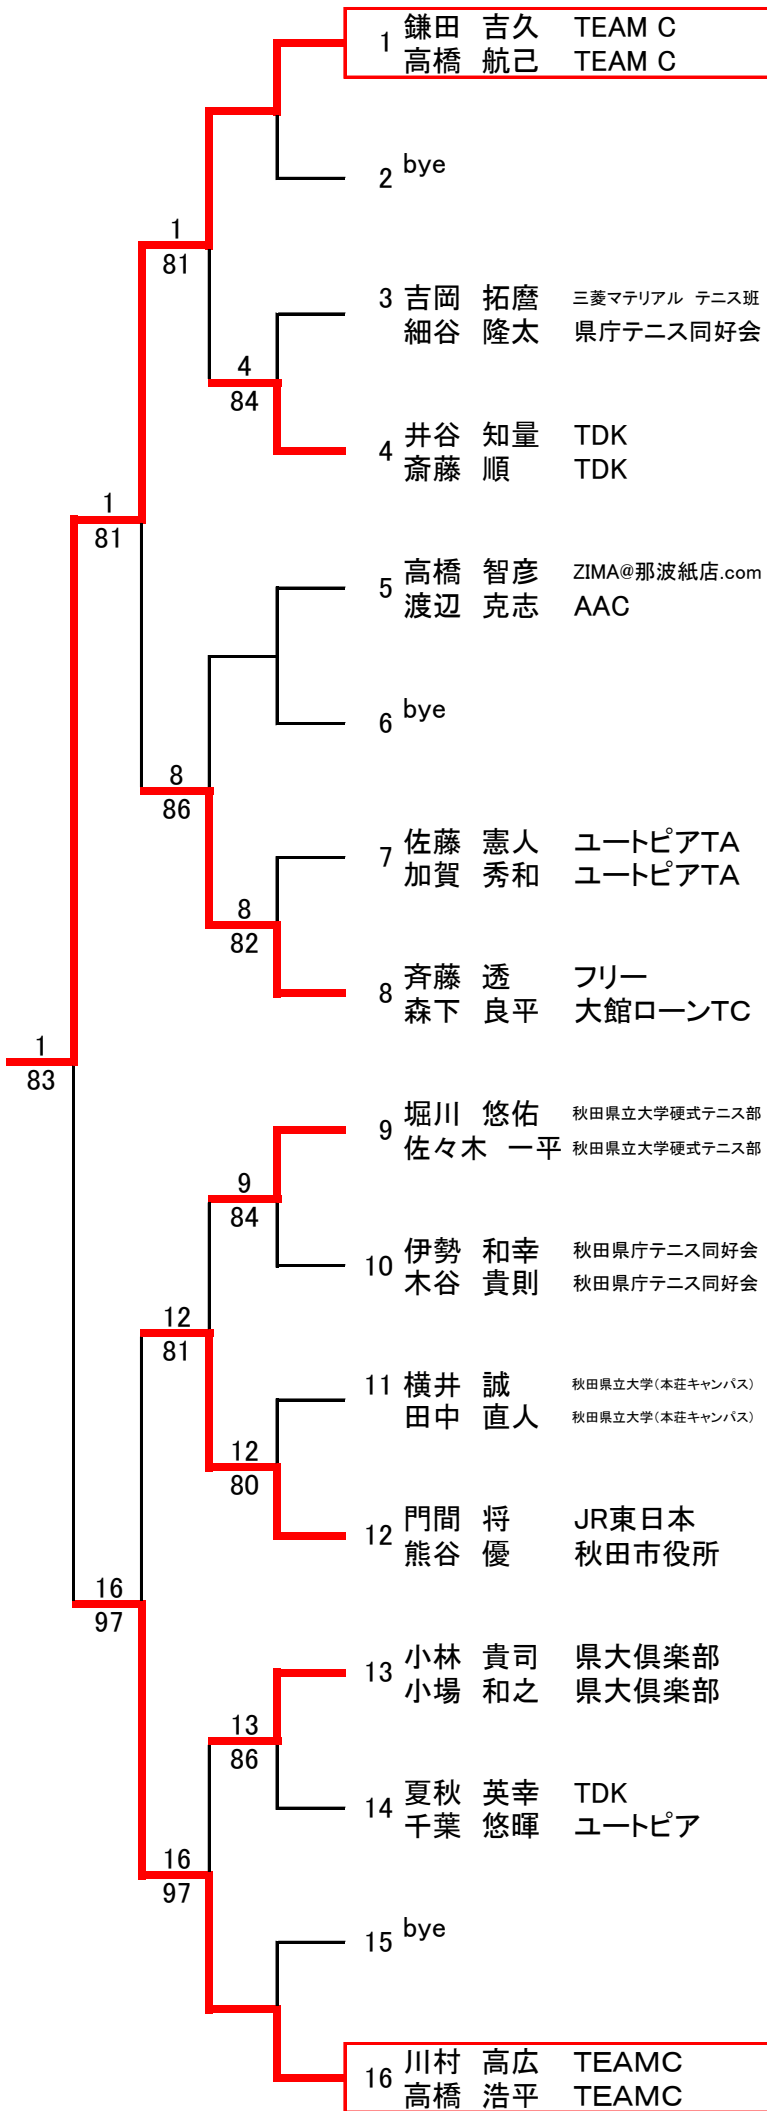 1 鎌田 吉久 TEAM C
高橋 航己 TEAM C
2 bye
1
81
3 吉岡 拓麿 三菱マテリアル テニス班
細谷 隆太 県庁テニス同好会
4
84
4 井谷 知量 TDK
斎藤 順 TDK
1
81
5 高橋 智彦 ZIMA@那波紙店.com
渡辺 克志 AAC
6 bye
8
86
7 佐藤 憲人 ユートピアTA
加賀 秀和 ユートピアTA
8
82
8 斉藤 透 フリー
森下 良平 大館ローンTC
1
83
9 堀川 悠佑 秋田県立大学硬式テニス部
佐々木 一平 秋田県立大学硬式テニス部
9
84
10 伊勢 和幸 秋田県庁テニス同好会
木谷 貴則 秋田県庁テニス同好会
12
81
11 横井 誠 秋田県立大学(本荘キャンパス)
田中 直人 秋田県立大学(本荘キャンパス)
12
80
12 門間 将 JR東日本
熊谷 優 秋田市役所
16
97
13 小林 貴司 県大倶楽部
小場 和之 県大倶楽部
13
86
14 夏秋 英幸 TDK
千葉 悠暉 ユートピア
16
97
15 bye
16 川村 高広 TEAMC
高橋 浩平 TEAMC